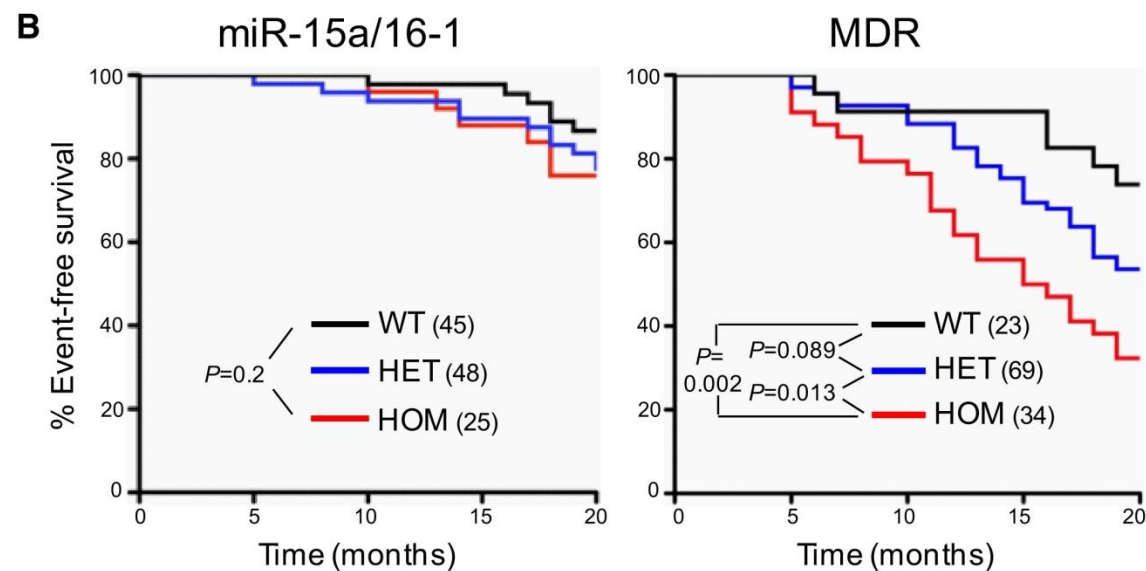 B
miR-15a/16-1
% Event-free survival
100
80
60
40
20
0
P=0.2
WT (45)
HET (48)
HOM (25)
0 5 10 15 20
Time (months)
MDR
100
80
60
40
20
0
P=
0.002
P=0.089
P=0.013
WT (23)
HET (69)
HOM (34)
0 5 10 15 20
Time (months)